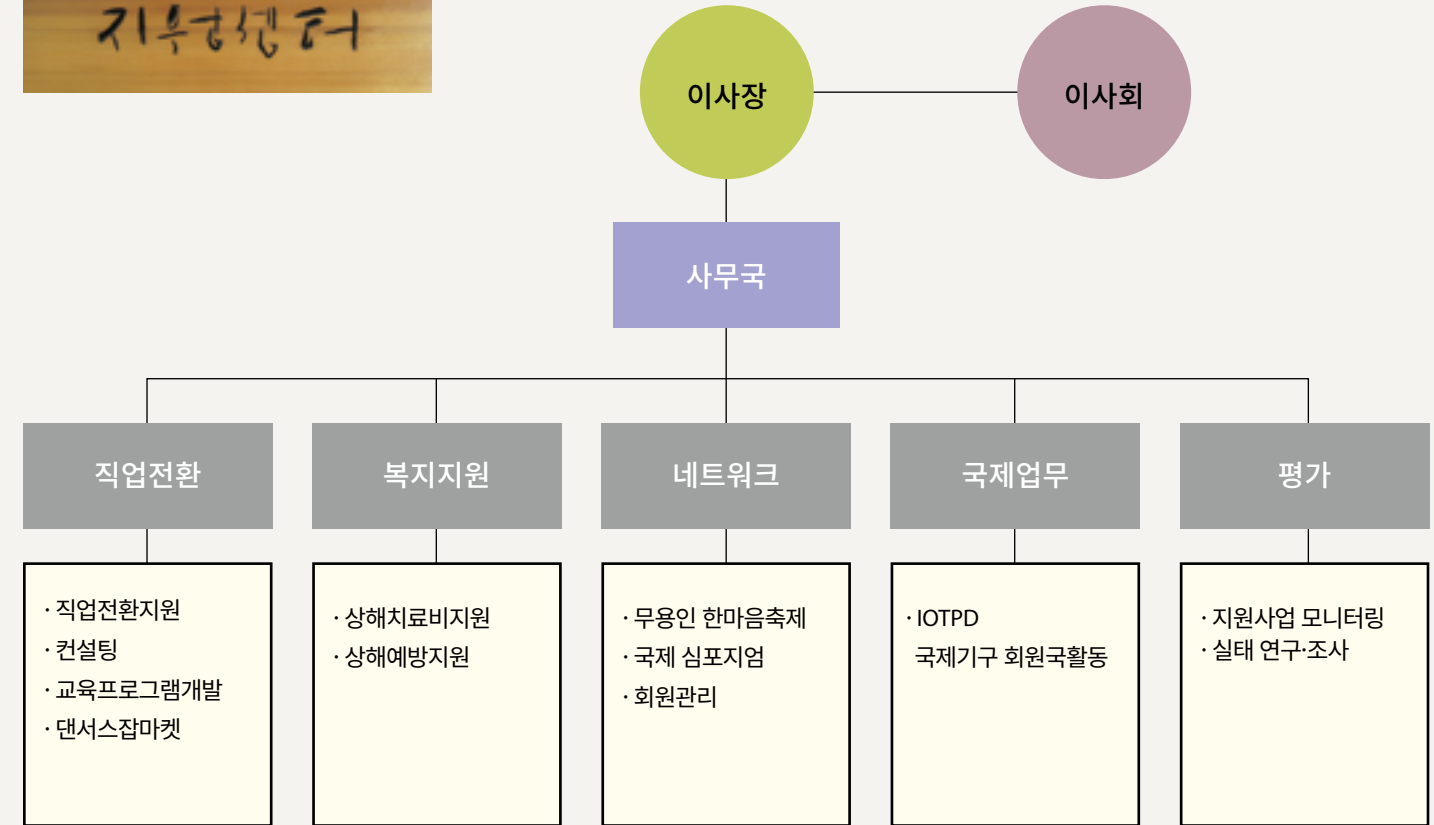 지원센터
이사장
이사회
사무국
직업전환
복지지원
네트워크
국제업무
평가
· 직업전환지원
· 컨설팅
· 교육프로그램개발
· 댄서스잡마켓
· 상해치료비지원
· 상해예방지원
· 무용인 한마음축제
· 국제 심포지엄
· 회원관리
· IOTPD
국제기구 회원국활동
· 지원사업 모니터링
· 실태 연구·조사